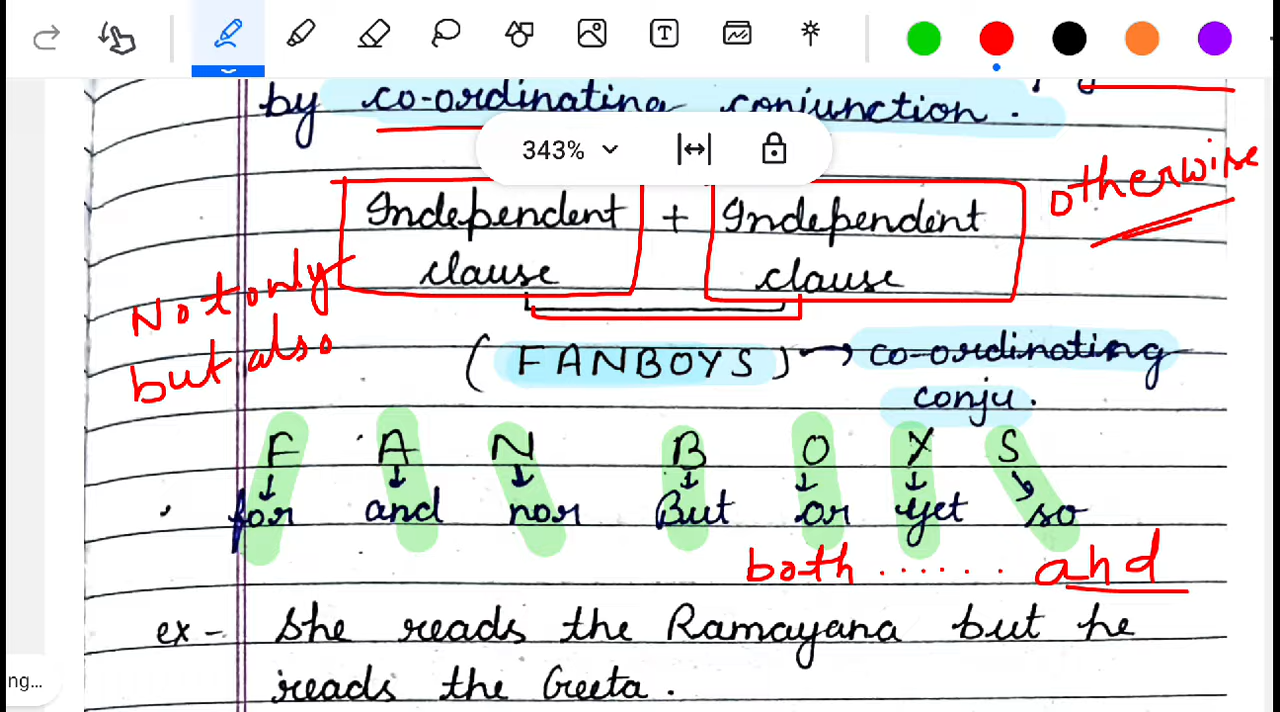 by co-ordinating conjunction.
343%
otherwise
Independent + Independent
clause clause
Not only
but also
(FANBOYS) → co-ordinating
conju.
F A N B O Y S
for and nor But or yet so
both ....... and
ex - She reads the Ramayana but he
reads the Geeta.
ng...